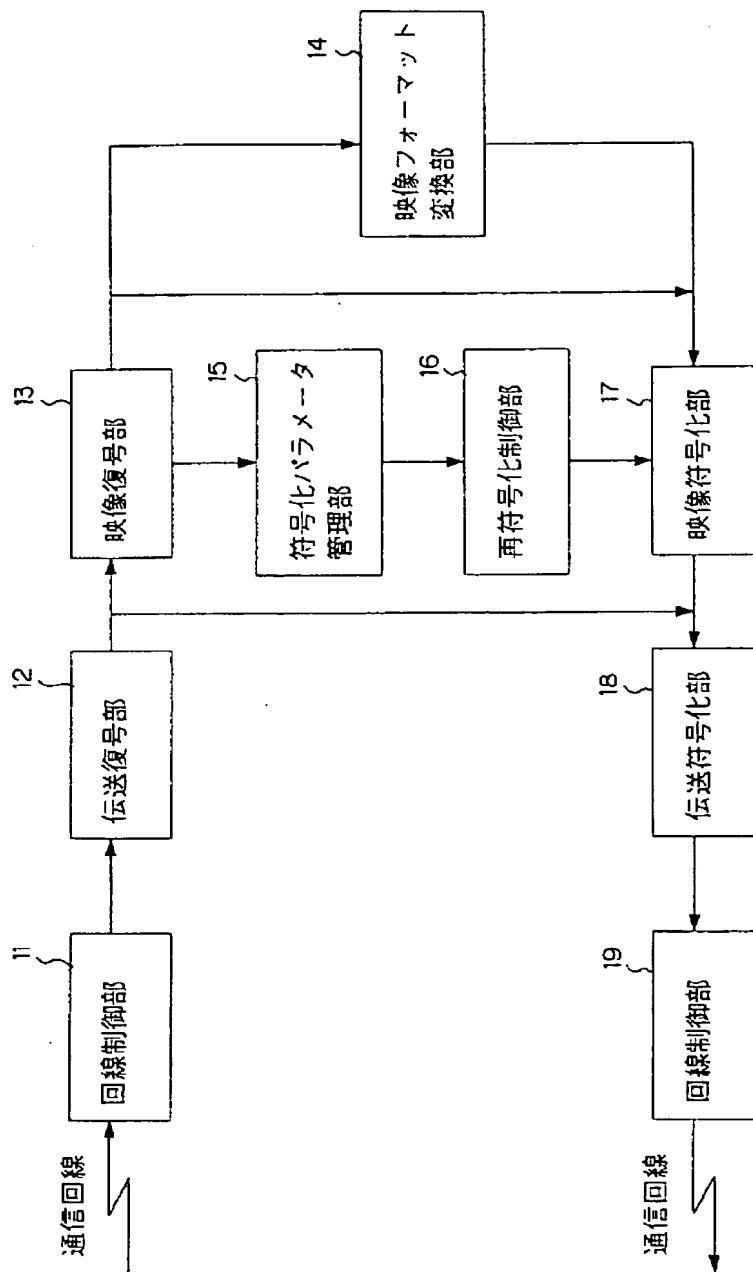 通信回線
11
回線制御部
12
伝送復号部
13
映像復号部
14
映像フォーマット
変換部
15
符号化パラメータ
管理部
16
再符号化制御部
17
映像符号化部
18
伝送符号化部
19
回線制御部
通信回線